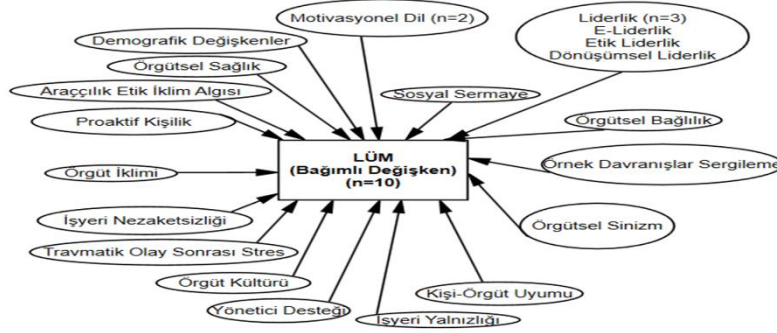 Motivasyonel Dil (n=2)
Liderlik (n=3)
E-Liderlik
Etik Liderlik
Dönüşümsel Liderlik
Demografik Değişkenler
Örgütsel Sağlık
Araççılık Etik İklim Algısı
Sosyal Sermaye
Proaktif Kişilik
Örgütsel Bağlılık
LÜM
(Bağımlı Değişken)
(n=10)
Örgüt İklimi
Örnek Davranışlar Sergileme
İşyeri Nezaketsizliği
Örgütsel Sinizm
Travmatik Olay Sonrası Stres
Örgüt Kültürü
Kişi-Örgüt Uyumu
Yönetici Desteği
İşyeri Yalnızlığı